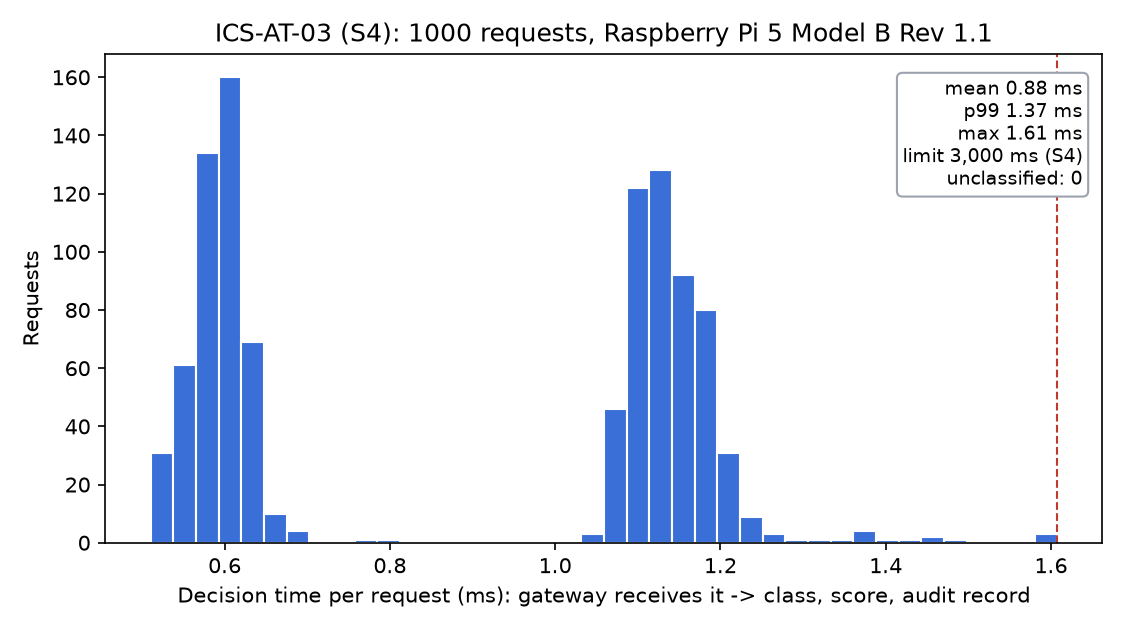 ICS-AT-03 (S4): 1000 requests, Raspberry Pi 5 Model B Rev 1.1
mean 0.88 ms
p99 1.37 ms
max 1.61 ms
limit 3,000 ms (S4)
unclassified: 0
Requests
160
140
120
100
80
60
40
20
0
0.6 0.8 1.0 1.2 1.4 1.6
Decision time per request (ms): gateway receives it -> class, score, audit record